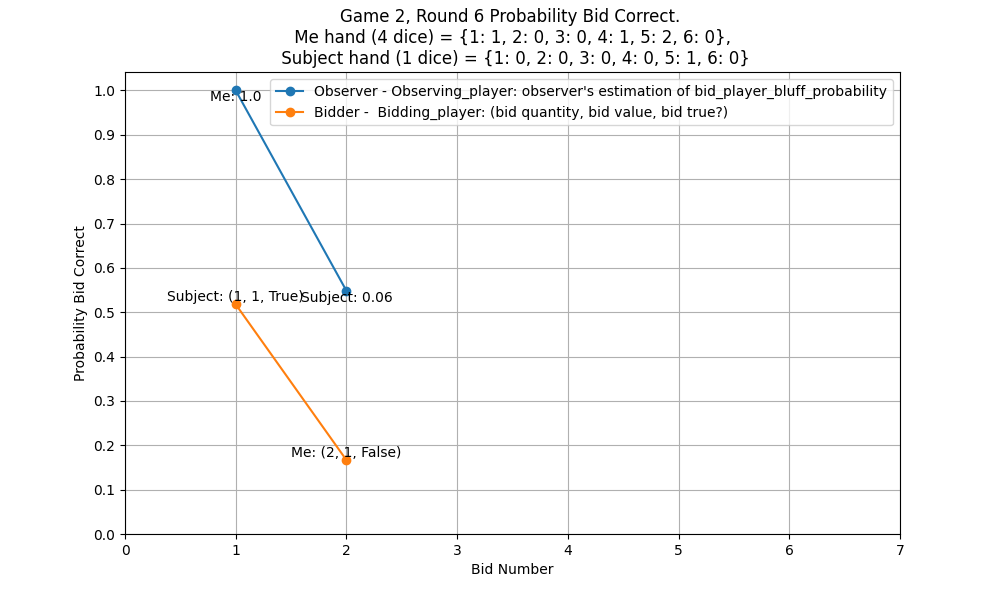 Game 2, Round 6 Probability Bid Correct.
Me hand (4 dice) = {1: 1, 2: 0, 3: 0, 4: 1, 5: 2, 6: 0},
Subject hand (1 dice) = {1: 0, 2: 0, 3: 0, 4: 0, 5: 1, 6: 0}
Observer - Observing_player: observer's estimation of bid_player_bluff_probability
Bidder -  Bidding_player: (bid quantity, bid value, bid true?)
Me: 1.0
Subject: (1, 1, True)
Subject: 0.06
Me: (2, 1, False)
Probability Bid Correct
1.0
0.9
0.8
0.7
0.6
0.5
0.4
0.3
0.2
0.1
0.0
0 1 2 3 4 5 6 7
Bid Number